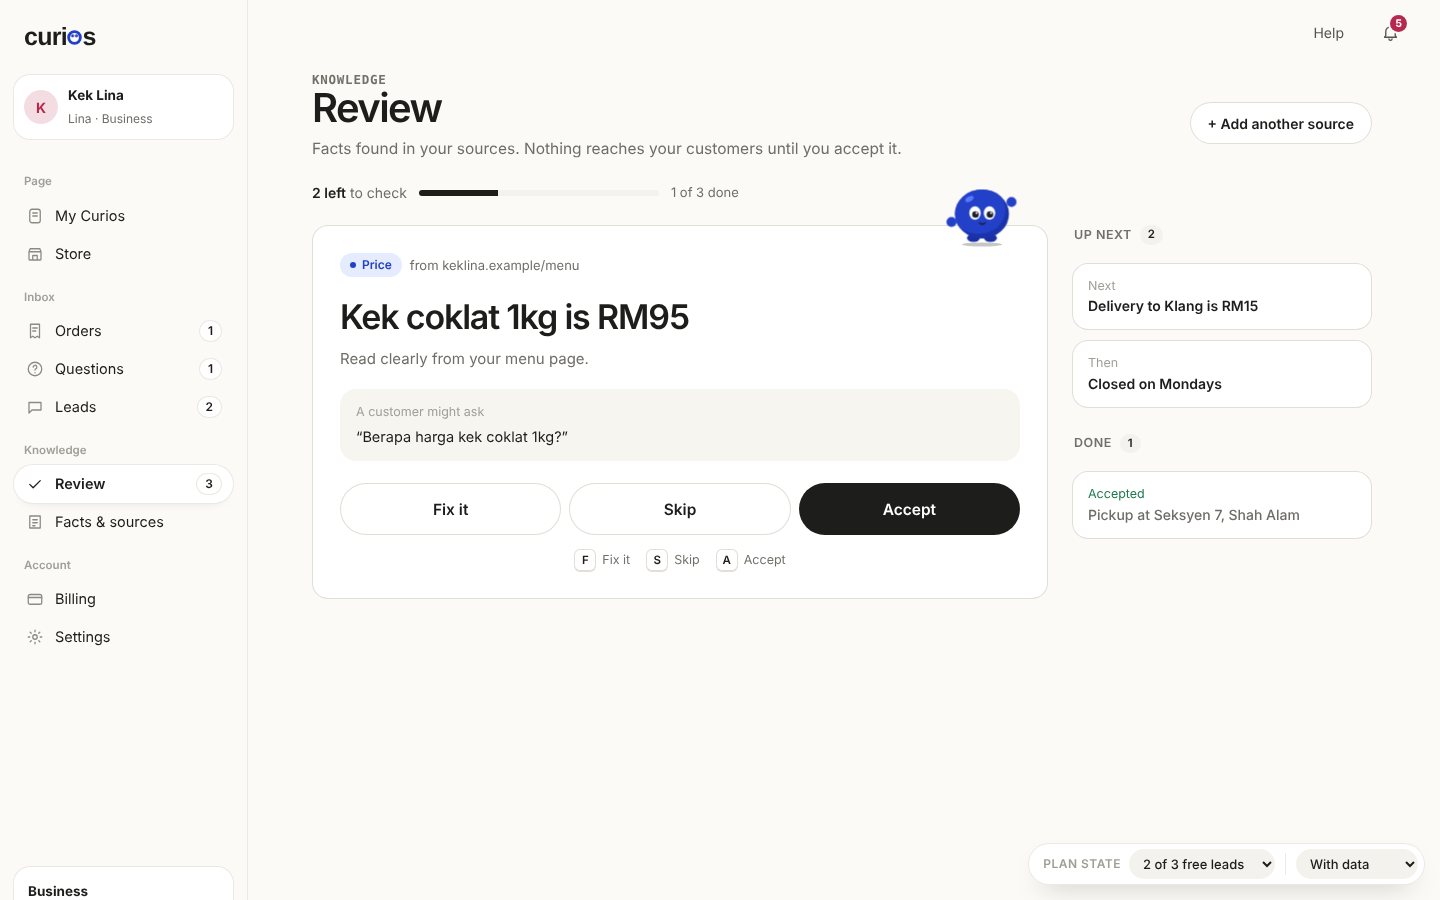 curios
Kek Lina
Lina · Business
Page
My Curios
Store
Inbox
Orders 1
Questions 1
Leads 2
Knowledge
Review 3
Facts & sources
Account
Billing
Settings
Business
Help
5
KNOWLEDGE
Review
Facts found in your sources. Nothing reaches your customers until you accept it.
+ Add another source
2 left to check
1 of 3 done
Price from keklina.example/menu
Kek coklat 1kg is RM95
Read clearly from your menu page.
A customer might ask
“Berapa harga kek coklat 1kg?”
Fix it
Skip
Accept
F Fix it S Skip A Accept
UP NEXT 2
Next
Delivery to Klang is RM15
Then
Closed on Mondays
DONE 1
Accepted
Pickup at Seksyen 7, Shah Alam
PLAN STATE 2 of 3 free leads With data